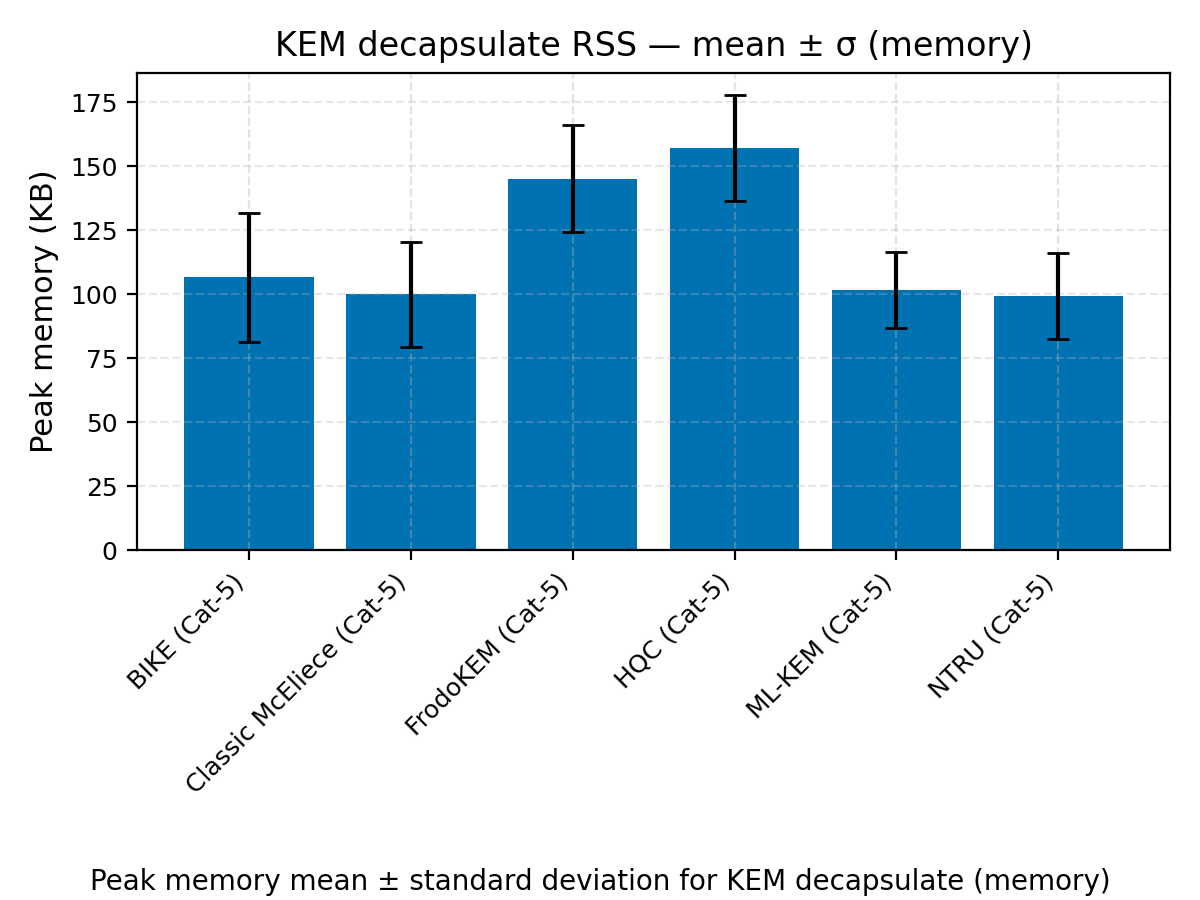 KEM decapsulate RSS — mean ± σ (memory)
Peak memory (KB)
175
150
125
100
75
50
25
0
BIKE (Cat-5)
Classic McEliece (Cat-5)
FrodoKEM (Cat-5)
HQC (Cat-5)
ML-KEM (Cat-5)
NTRU (Cat-5)
Peak memory mean ± standard deviation for KEM decapsulate (memory)